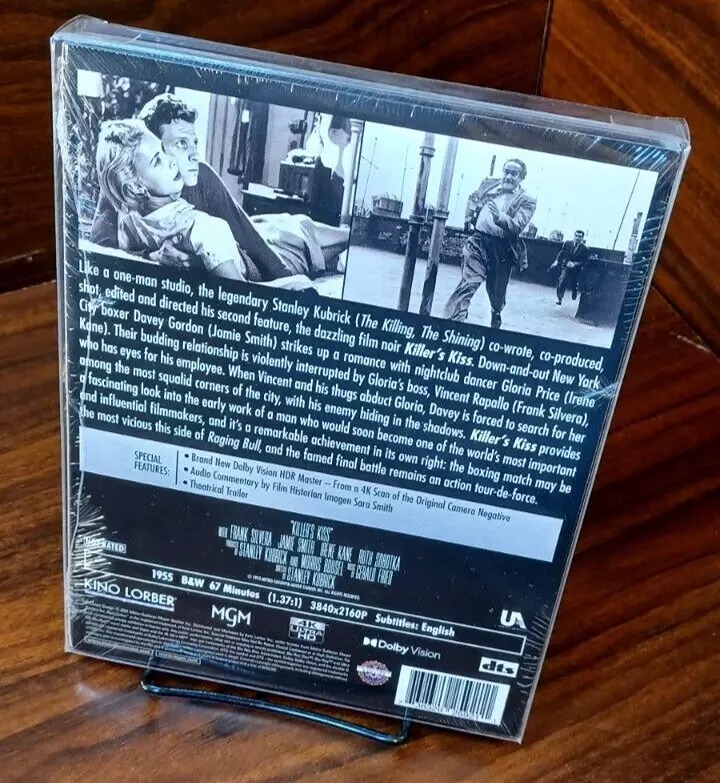 Like a one-man studio, the legendary Stanley Kubrick (The Killing, The Shining) co-wrote, co-produced,
shot, edited and directed his second feature, the dazzling film noir Killer's Kiss. Down-and-out New York
City boxer Davey Gordon (Jamie Smith) strikes up a romance with nightclub dancer Gloria Price (Irene
Kane). Their budding relationship is violently interrupted by Gloria's boss, Vincent Rapallo (Frank Silvera),
who has eyes for his employee. When Vincent and his thugs abduct Gloria, Davey is forced to search for her
among the most squalid corners of the city, with his enemy hiding in the shadows. Killer's Kiss provides
a fascinating look into the early work of a man who would soon become one of the world's most important
and influential filmmakers, and it's a remarkable achievement in its own right: the boxing match may be
the most vicious this side of Raging Bull, and the famed final battle remains an action tour-de-force.
SPECIAL
FEATURES:
• Brand New Dolby Vision HDR Master – From a 4K Scan of the Original Camera Negative
• Audio Commentary by Film Historian Imogen Sara Smith
• Theatrical Trailer
"KILLER'S KISS"
WITH FRANK SILVERA JAMIE SMITH IRENE KANE RUTH SOBOTKA
STANLEY KUBRICK AND MORRIS BOUSEL GERALD FRIED
STANLEY KUBRICK
NOT RATED
1955 B&W 67 Minutes (1.37:1) 3840x2160P Subtitles: English
KINO LORBER
MGM
4K
ULTRA HD
Dolby Vision
UA
dts